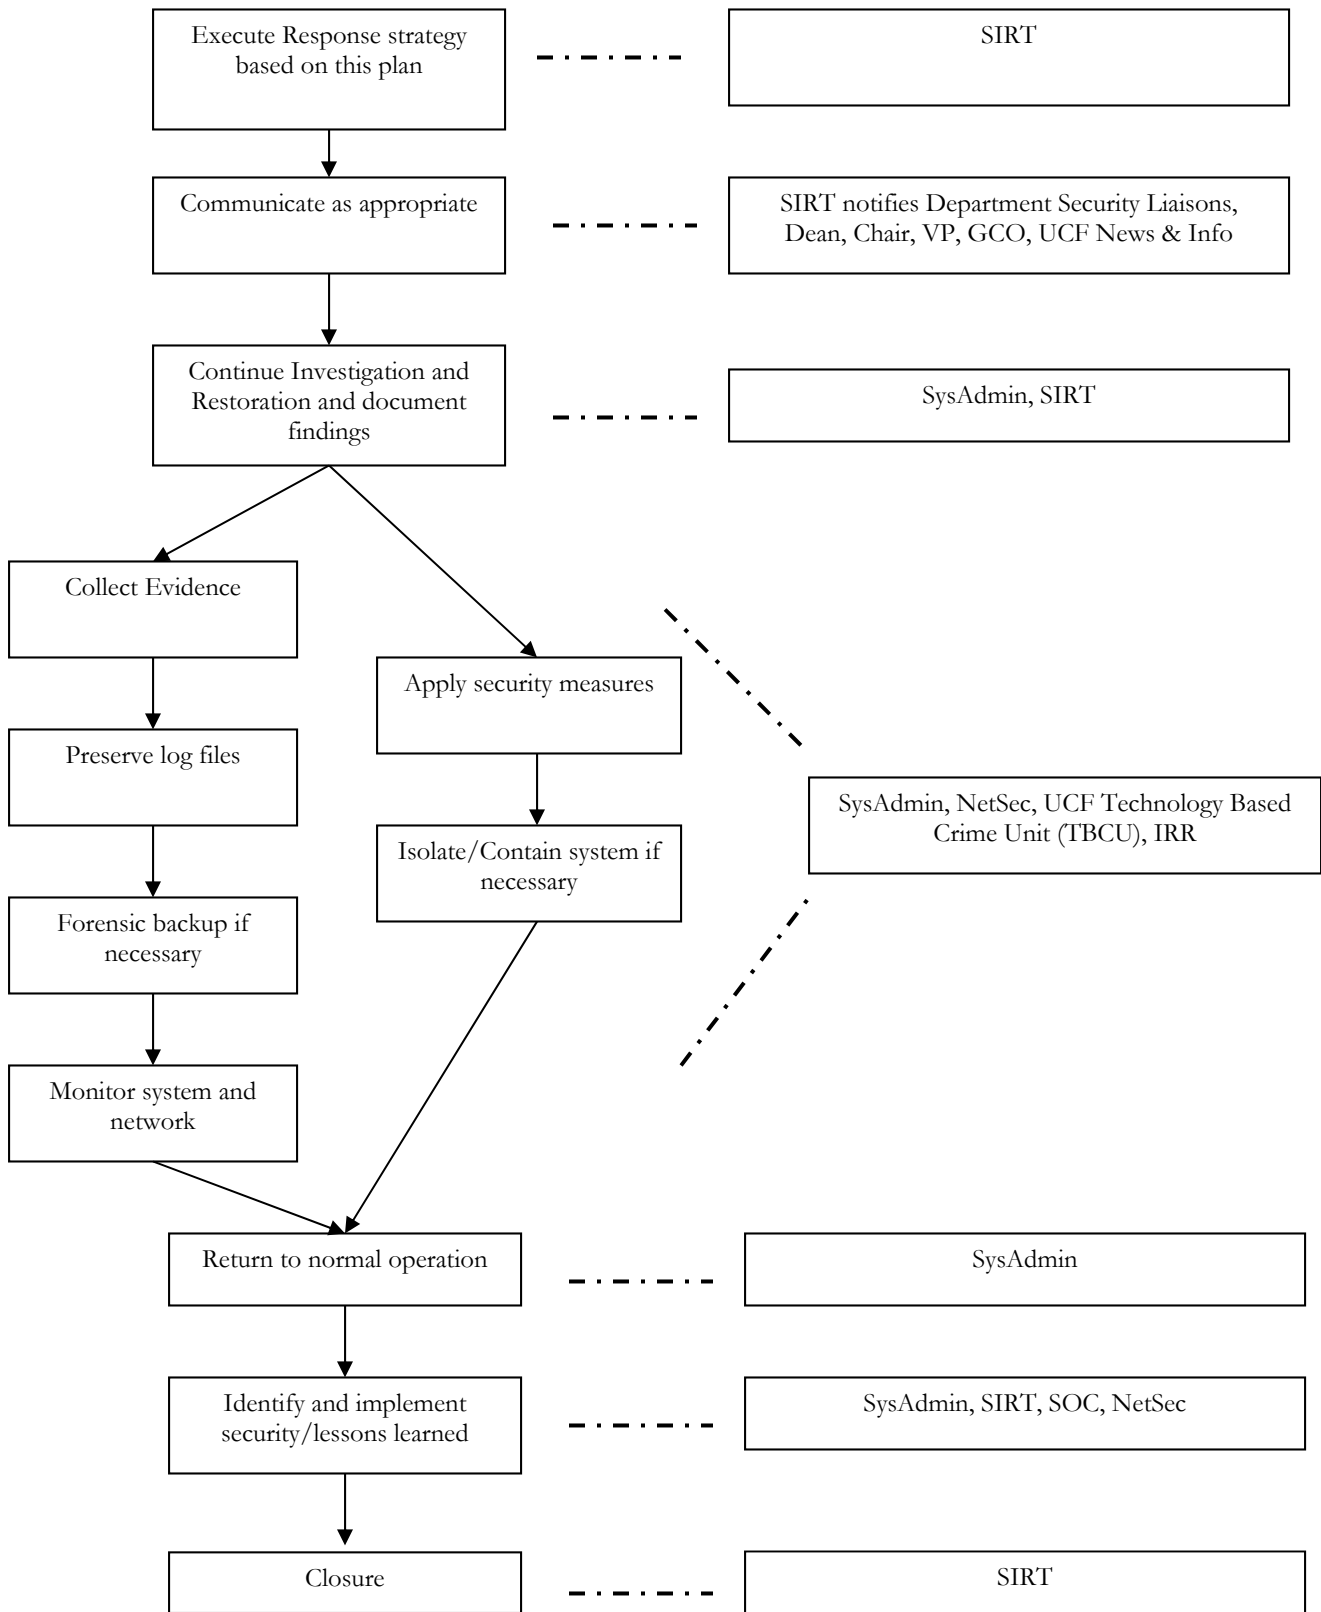 Execute Response strategy
based on this plan
SIRT
Communicate as appropriate
SIRT notifies Department Security Liaisons,
Dean, Chair, VP, GCO, UCF News & Info
Continue Investigation and
Restoration and document
findings
SysAdmin, SIRT
Collect Evidence
Apply security measures
Preserve log files
SysAdmin, NetSec, UCF Technology Based
Crime Unit (TBCU), IRR
Isolate/Contain system if
necessary
Forensic backup if
necessary
Monitor system and
network
Return to normal operation
SysAdmin
Identify and implement
security/lessons learned
SysAdmin, SIRT, SOC, NetSec
Closure
SIRT